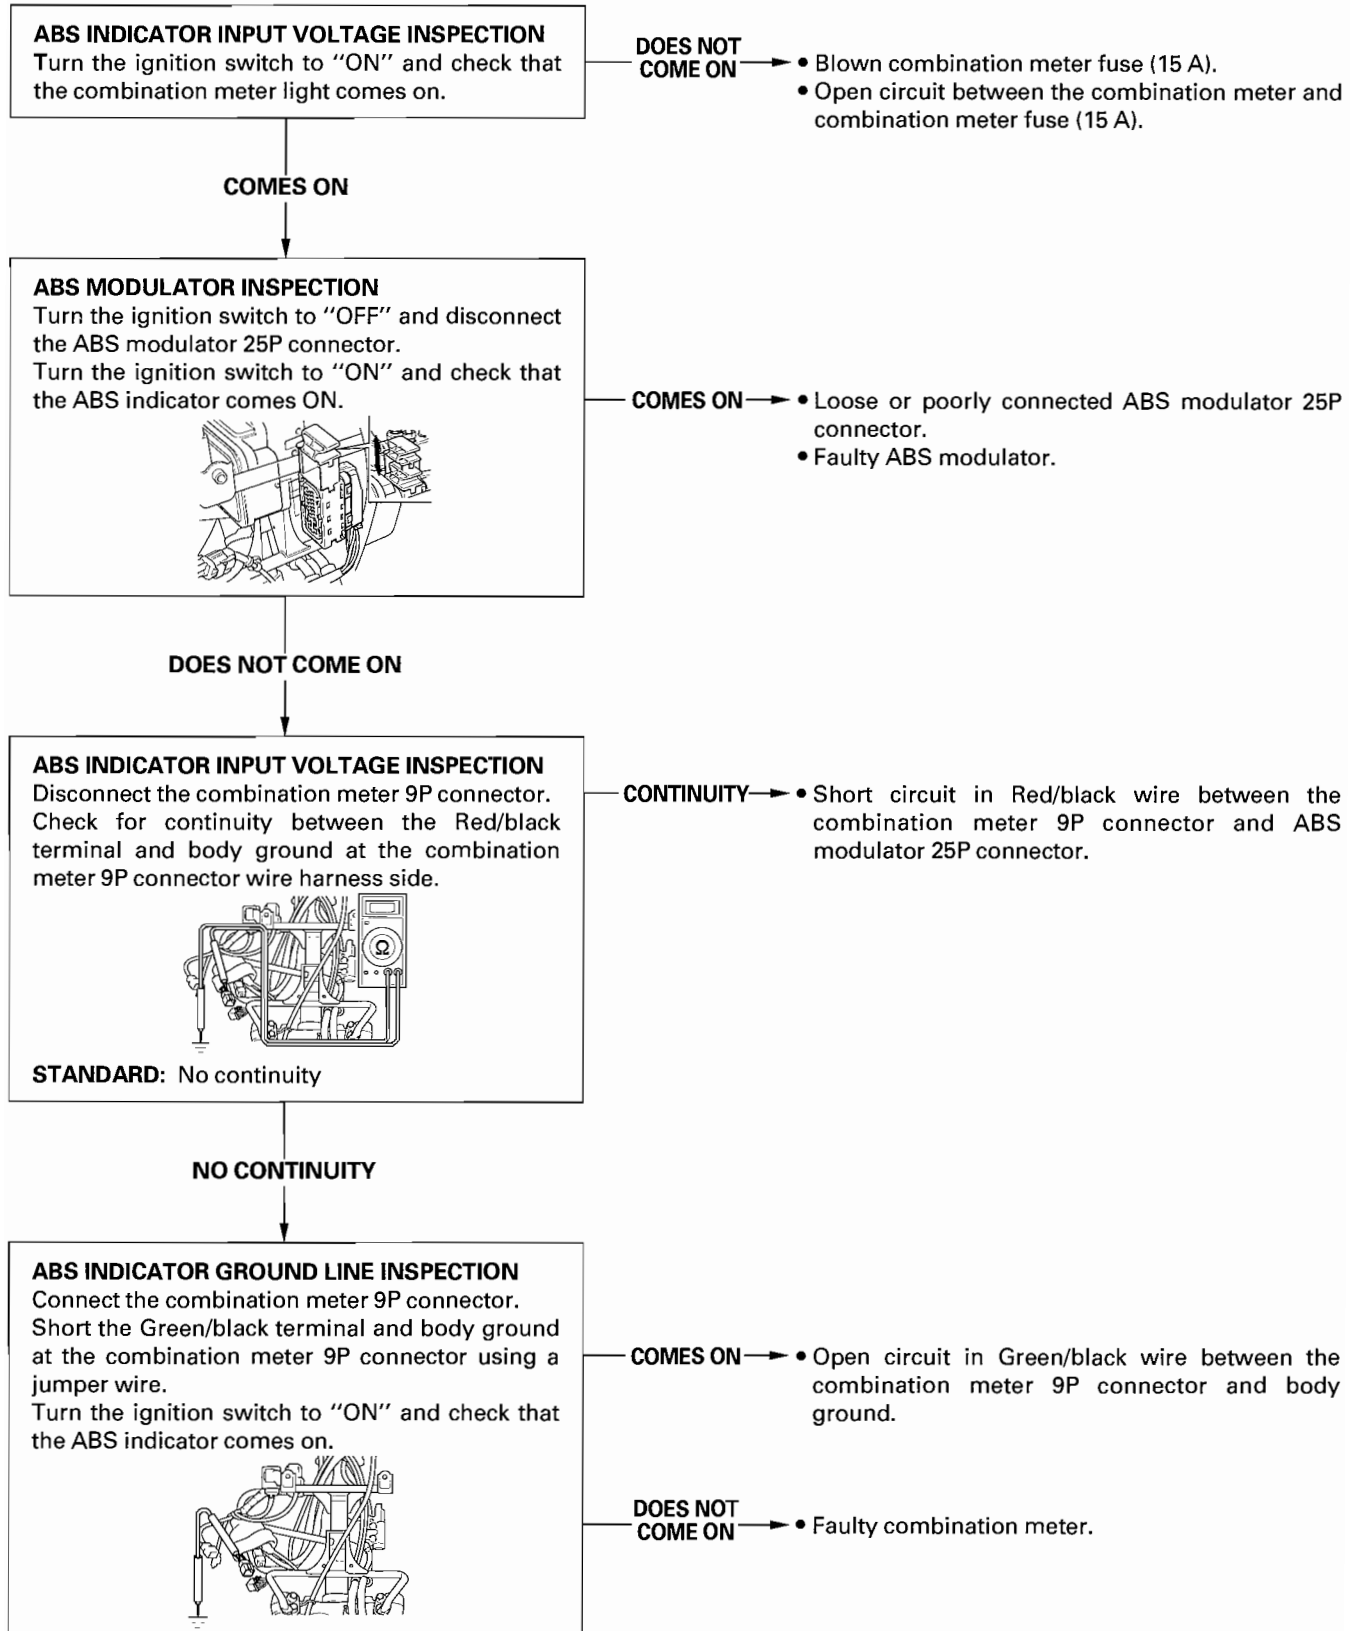 ABS INDICATOR INPUT VOLTAGE INSPECTION
Turn the ignition switch to “ON” and check that
the combination meter light comes on.
DOES NOT
COME ON
• Blown combination meter fuse (15 A).
• Open circuit between the combination meter and
combination meter fuse (15 A).
COMES ON
ABS MODULATOR INSPECTION
Turn the ignition switch to “OFF” and disconnect
the ABS modulator 25P connector.
Turn the ignition switch to “ON” and check that
the ABS indicator comes ON.
COMES ON
• Loose or poorly connected ABS modulator 25P
connector.
• Faulty ABS modulator.
DOES NOT COME ON
ABS INDICATOR INPUT VOLTAGE INSPECTION
Disconnect the combination meter 9P connector.
Check for continuity between the Red/black
terminal and body ground at the combination
meter 9P connector wire harness side.
Ω
STANDARD: No continuity
CONTINUITY
• Short circuit in Red/black wire between the
combination meter 9P connector and ABS
modulator 25P connector.
NO CONTINUITY
ABS INDICATOR GROUND LINE INSPECTION
Connect the combination meter 9P connector.
Short the Green/black terminal and body ground
at the combination meter 9P connector using a
jumper wire.
Turn the ignition switch to “ON” and check that
the ABS indicator comes on.
COMES ON
• Open circuit in Green/black wire between the
combination meter 9P connector and body
ground.
DOES NOT
COME ON
• Faulty combination meter.